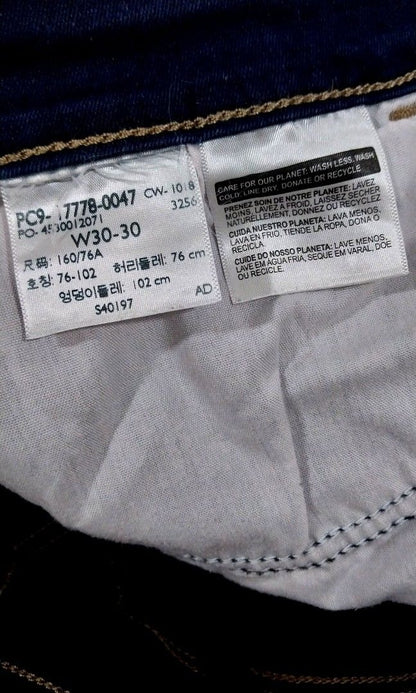 PC9-17778-0047 CW-1018
PO- 4500012071 3256
W30-30
尺码: 160/76A
호칭: 76-102 허리둘레: 76 cm
엉덩이둘레: 102 cm
S40197 AD
CARE FOR OUR PLANET: WASH LESS, WASH
COLD, LINE DRY, DONATE OR RECYCLE.
PRENEZ SOIN DE NOTRE PLANETE: LAVEZ
MOINS, LAVEZ A FROID, LAISSEZ SECHER
NATURELLEMENT, DONNEZ OU RECYCLEZ.
CUIDA NUESTRO PLANETA: LAVA MENOS,
LAVA EN FRIO, TIENDE LA ROPA, DONA O
RECICLA.
CUIDE DO NOSSO PLANETA: LAVE MENOS,
LAVE EM AGUA FRIA, SEQUE EM VARAL, DOE
OU RECICLE.